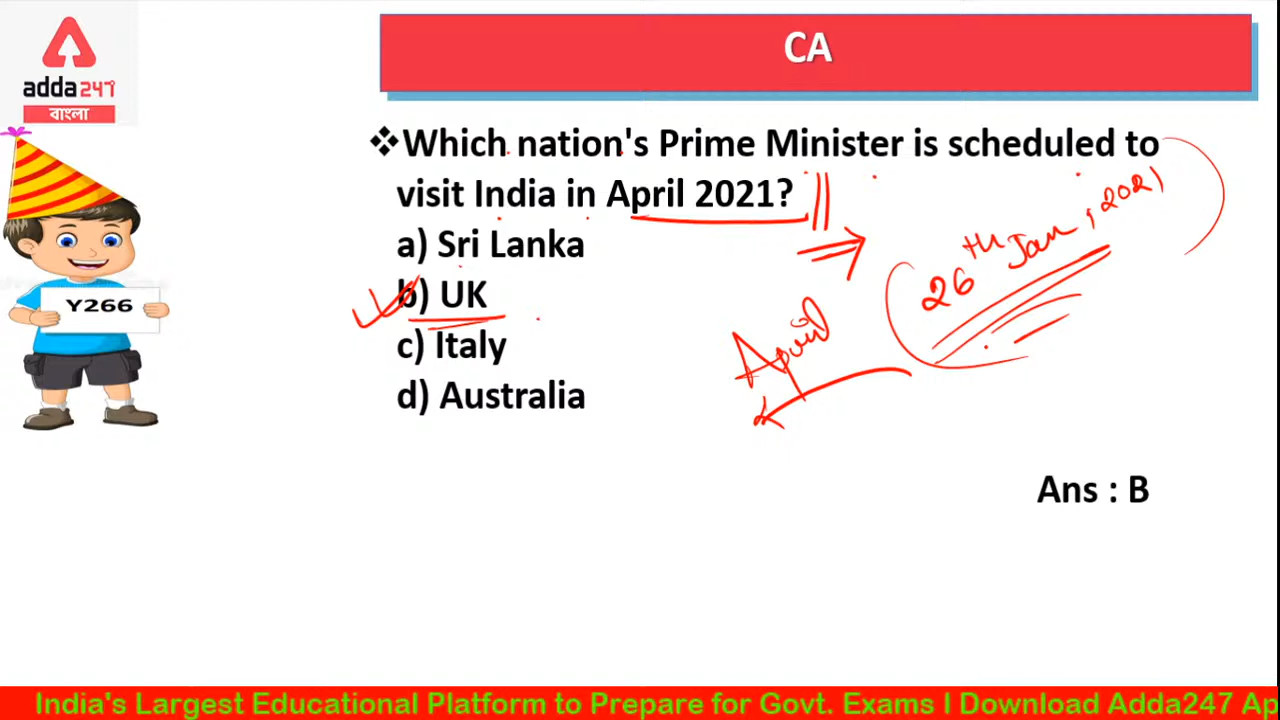 CA
adda247
বাংলা
❖Which nation's Prime Minister is scheduled to
visit India in April 2021?
a) Sri Lanka
b) UK
c) Italy
d) Australia
26th Jan, 2021
April
Y266
Ans : B
India's Largest Educational Platform to Prepare for Govt. Exams I Download Adda247 Ap